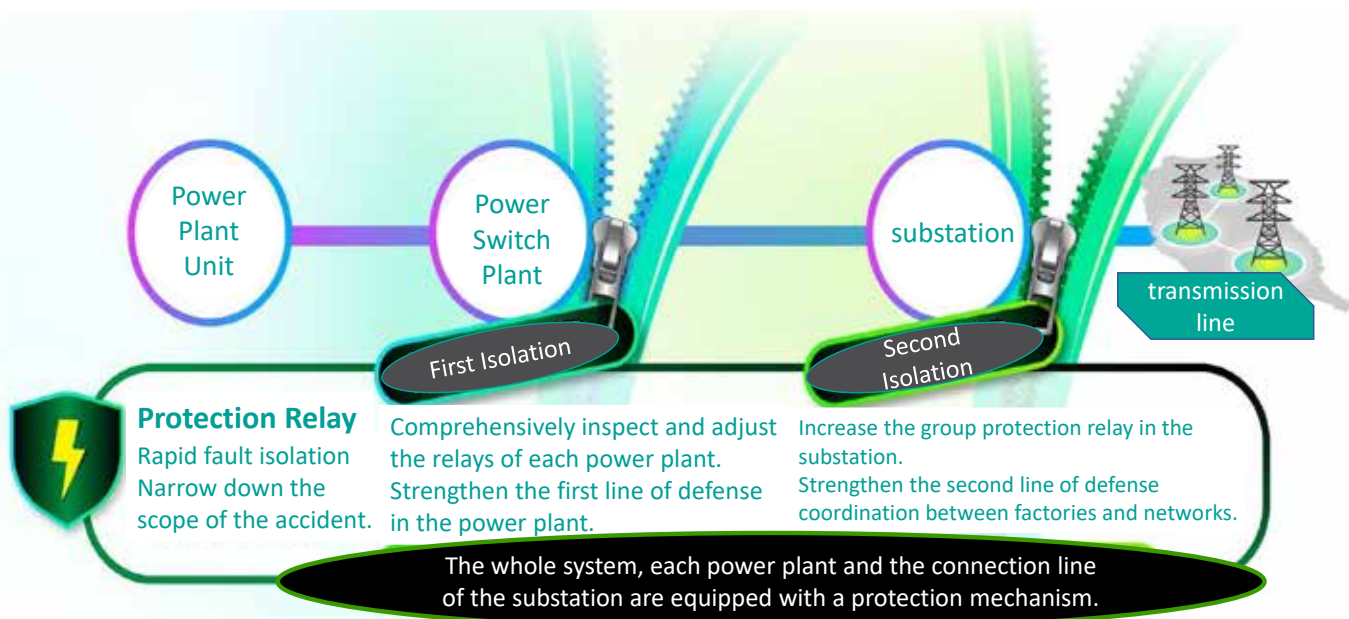 Power
Plant
Unit
Power
Switch
Plant
substation
transmission
line
First Isolation
Second
Isolation
Protection Relay
Rapid fault isolation
Narrow down the
scope of the accident.
Comprehensively inspect and adjust
the relays of each power plant.
Strengthen the first line of defense
in the power plant.
Increase the group protection relay in the
substation.
Strengthen the second line of defense
coordination between factories and networks.
The whole system, each power plant and the connection line
of the substation are equipped with a protection mechanism.